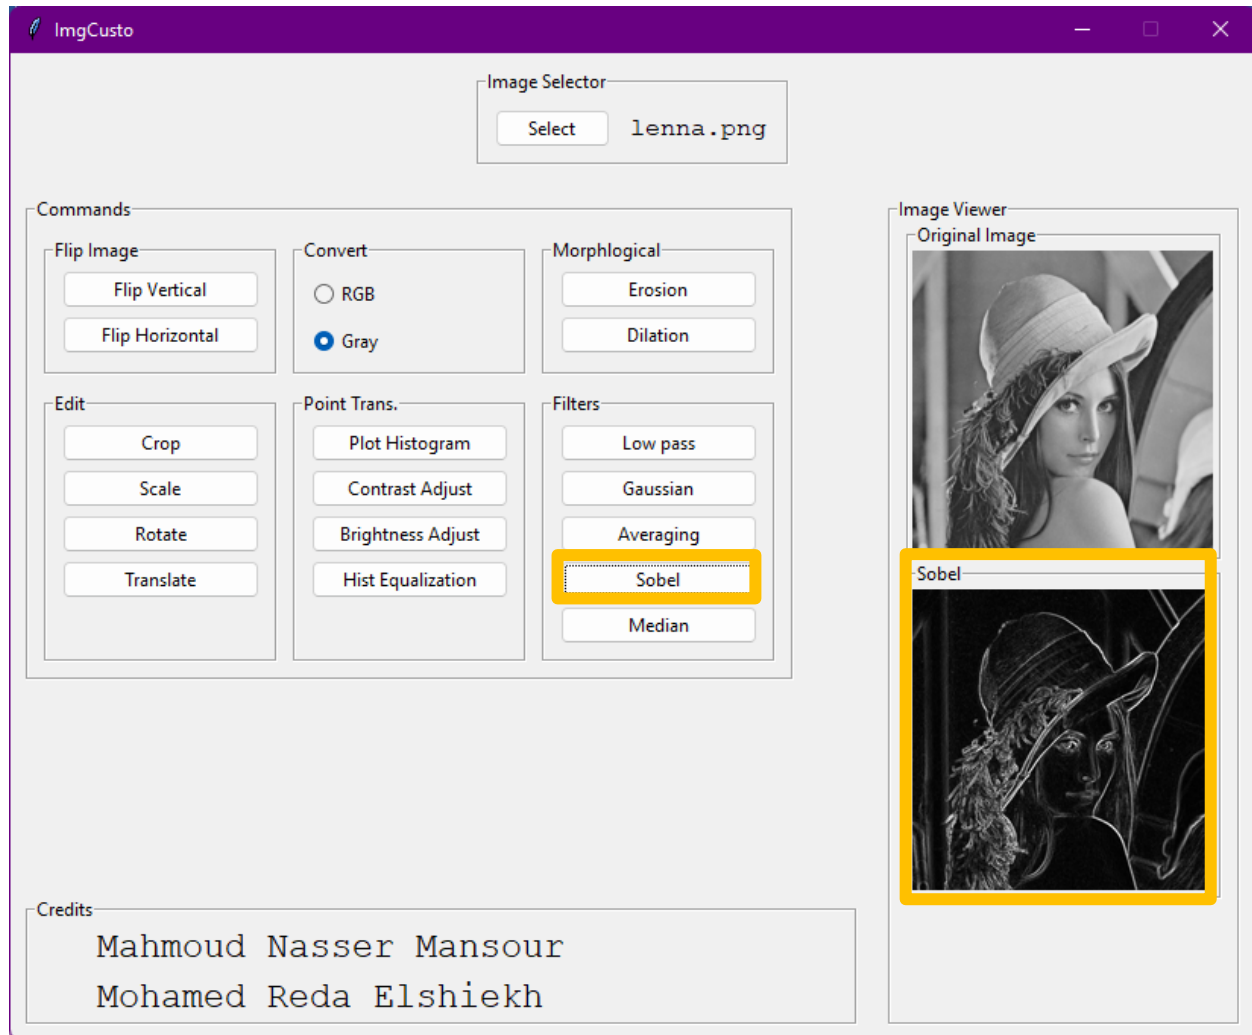 ImgCusto
Image Selector
Select lenna.png
Commands
Flip Image
Flip Vertical
Flip Horizontal
Convert
RGB
Gray
Morphlogical
Erosion
Dilation
Edit
Crop
Scale
Rotate
Translate
Point Trans.
Plot Histogram
Contrast Adjust
Brightness Adjust
Hist Equalization
Filters
Low pass
Gaussian
Averaging
Sobel
Median
Image Viewer
Original Image
Sobel
Credits
Mahmoud Nasser Mansour
Mohamed Reda Elshiekh